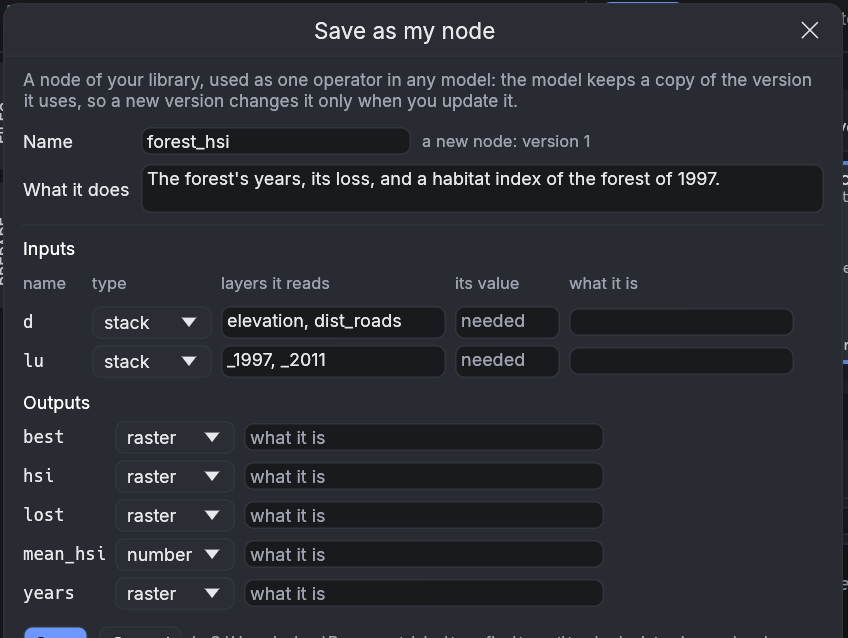 Save as my node
A node of your library, used as one operator in any model: the model keeps a copy of the version
it uses, so a new version changes it only when you update it.
Name forest_hsi a new node: version 1
What it does The forest's years, its loss, and a habitat index of the forest of 1997.
Inputs
name type layers it reads its value what it is
d stack elevation, dist_roads needed
lu stack _1997, _2011 needed
Outputs
best raster what it is
hsi raster what it is
lost raster what it is
mean_hsi number what it is
years raster what it is